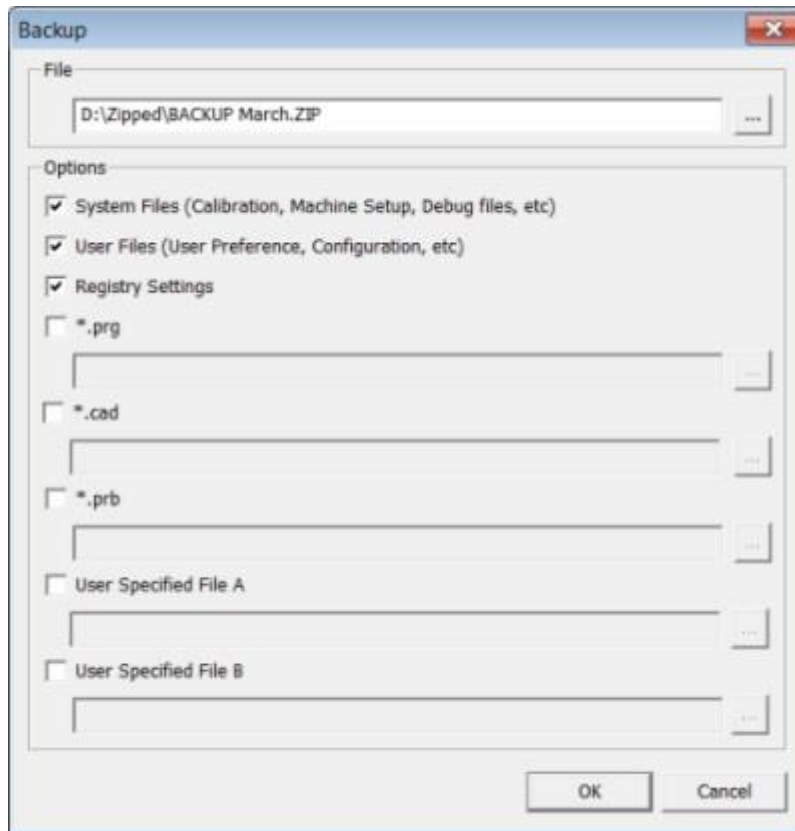 Backup
File
D:\Zipped\BACKUP March.ZIP
...
Options
System Files (Calibration, Machine Setup, Debug files, etc)
User Files (User Preference, Configuration, etc)
Registry Settings
*.prg
...
*.cad
...
*.prb
...
User Specified File A
...
User Specified File B
...
OK Cancel